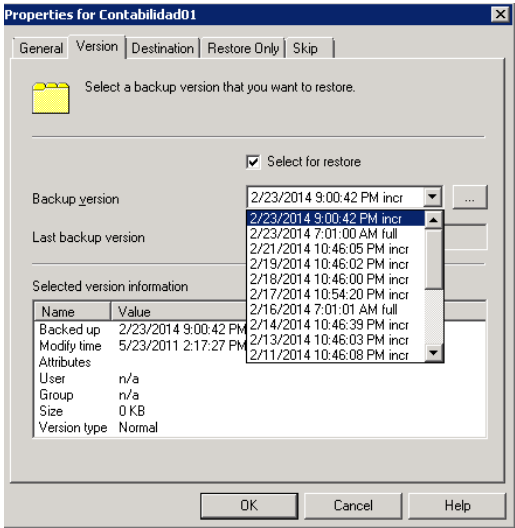 Properties for Contabilidad01
General Version Destination Restore Only Skip
Select a backup version that you want to restore.
Select for restore
Backup version 2/23/2014 9:00:42 PM incr ...
2/23/2014 9:00:42 PM incr
2/23/2014 7:01:00 AM full
Last backup version
2/21/2014 10:46:05 PM incr
2/19/2014 10:46:02 PM incr
2/18/2014 10:46:00 PM incr
2/17/2014 10:54:20 PM incr
2/16/2014 7:01:01 AM full
2/14/2014 10:46:39 PM incr
2/13/2014 10:46:03 PM incr
2/11/2014 10:46:08 PM incr
Selected version information
Name Value
Backed up 2/23/2014 9:00:42 PM
Modify time 5/23/2011 2:17:27 PM
Attributes
User n/a
Group n/a
Size 0 KB
Version type Normal
OK Cancel Help